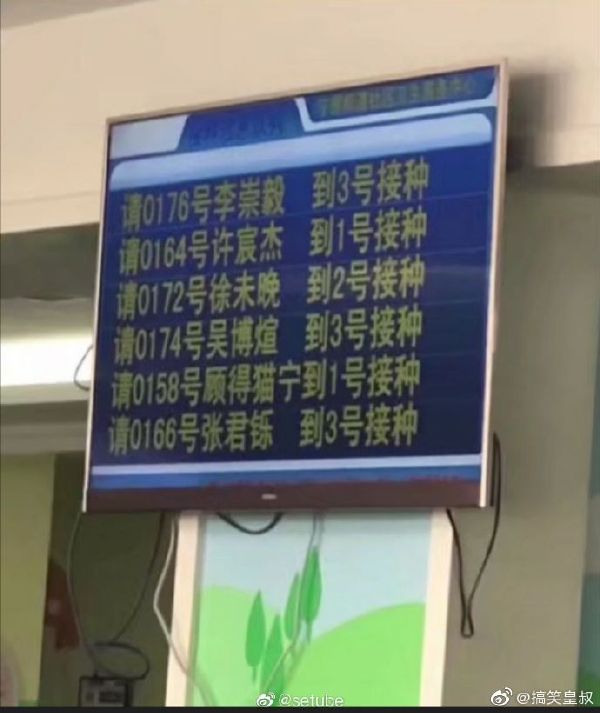 请0176号李崇毅 到3号接种
请0164号许宸杰 到1号接种
请0172号徐未晚 到2号接种
请0174号吴博煊 到3号接种
请0158号顾得猫宁到1号接种
请0166号张君铄 到3号接种
@setube
@搞笑皇叔